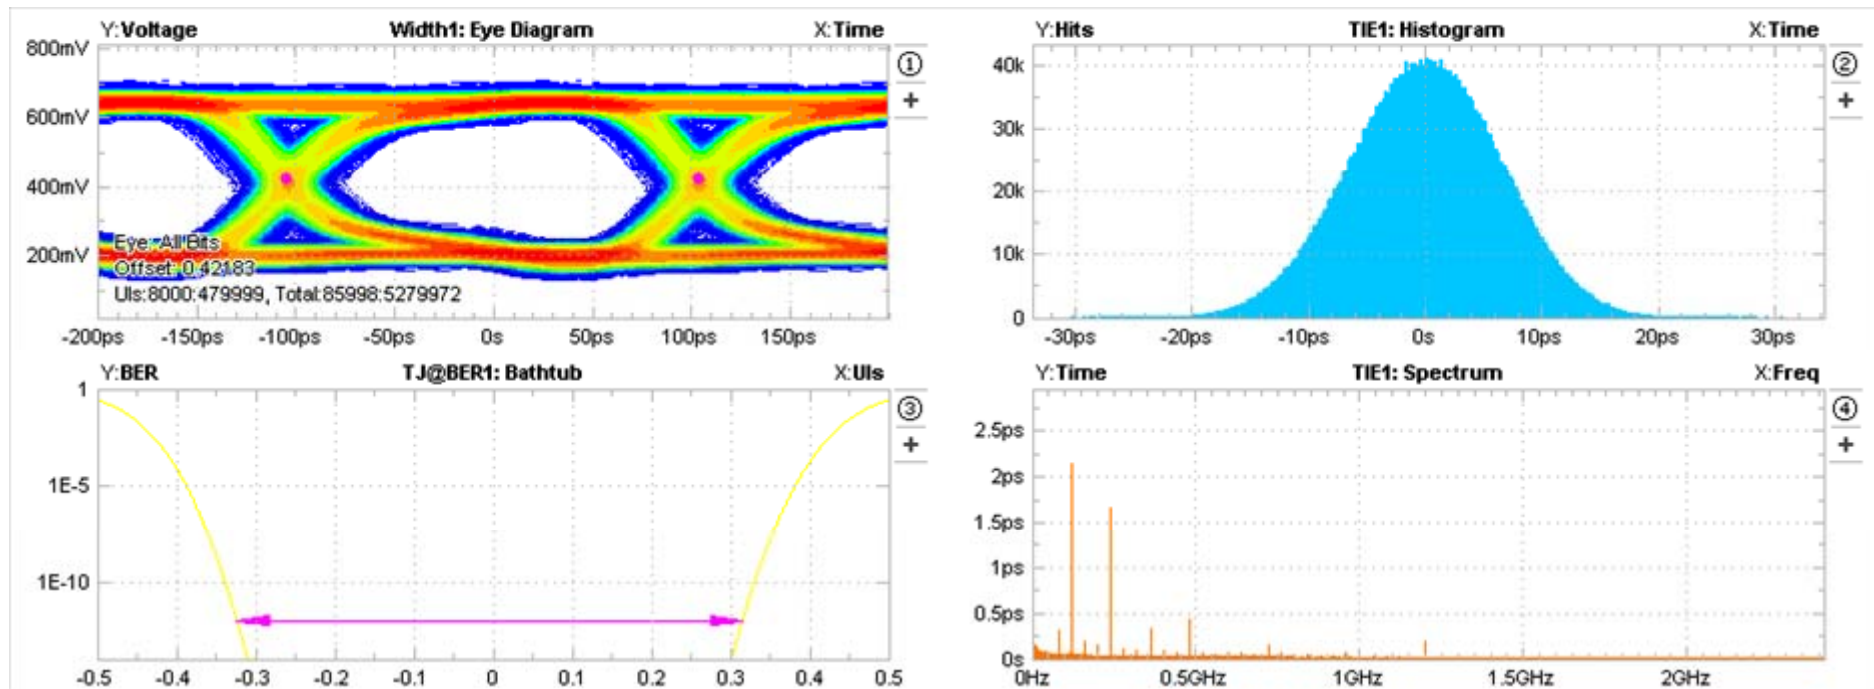 Y:Voltage Width1: Eye Diagram X:Time
800mV
600mV
400mV
200mV
Eye: All Bits
Offset: 0.42183
UIs:8000:479999, Total:85998:5279972
-200ps -150ps -100ps -50ps 0s 50ps 100ps 150ps
1
+
Y:Hits TIE1: Histogram X:Time
40k
30k
20k
10k
0
-30ps -20ps -10ps 0s 10ps 20ps 30ps
2
+
Y:BER TJ@BER1: Bathtub X:UIs
1
1E-5
1E-10
-0.5 -0.4 -0.3 -0.2 -0.1 0 0.1 0.2 0.3 0.4 0.5
3
+
Y:Time TIE1: Spectrum X:Freq
2.5ps
2ps
1.5ps
1ps
0.5ps
0s
0Hz 0.5GHz 1GHz 1.5GHz 2GHz
4
+